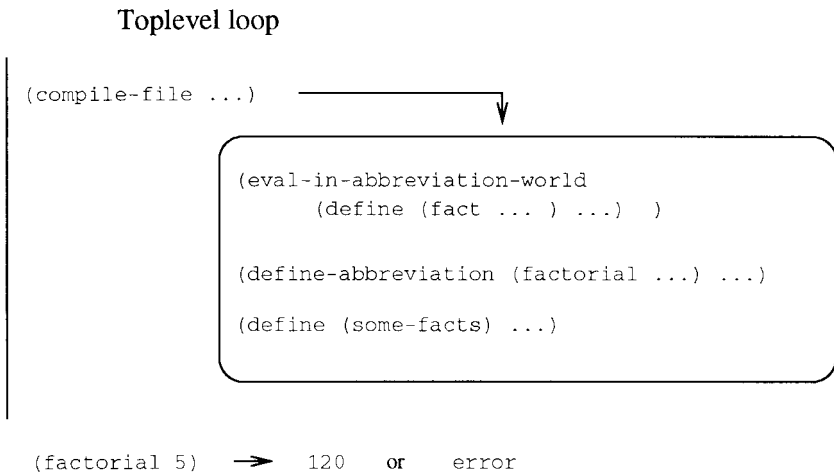 Toplevel loop
(compile-file ...)
(eval-in-abbreviation-world
(define (fact ... ) ...) )
(define-abbreviation (factorial ...) ...)
(define (some-facts) ...)
(factorial 5) → 120 or error